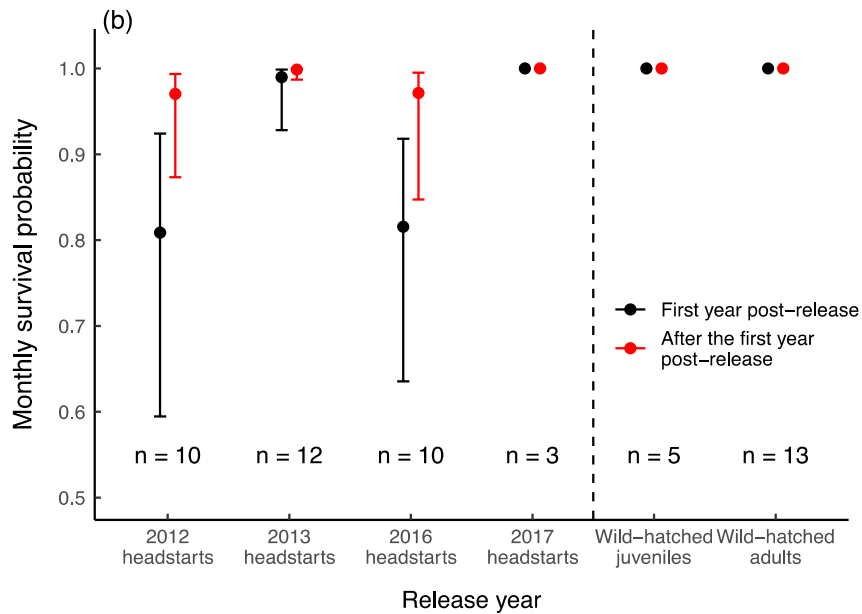 (b)
Monthly survival probability
1.0
0.9
0.8
0.7
0.6
0.5
First year post−release
After the first year
post−release
n = 10
n = 12
n = 10
n = 3
n = 5
n = 13
2012
headstarts
2013
headstarts
2016
headstarts
2017
headstarts
Wild−hatched
juveniles
Wild−hatched
adults
Release year